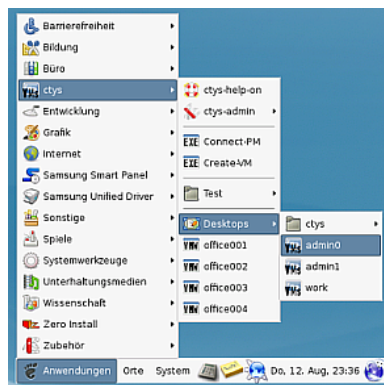 Barrierefreiheit
Bildung
Büro
ctys
Entwicklung
Grafik
Internet
Samsung Smart Panel
Samsung Unified Driver
Sonstige
Spiele
Systemwerkzeuge
Unterhaltungsmedien
Wissenschaft
Zero Install
Zubehör
ctys-help-on
ctys-admin
EXE Connect-PM
EXE Create-VM
Test
Desktops
office001
office002
office003
office004
ctys
admin0
admin1
work
Anwendungen Orte System Do, 12. Aug, 23:36